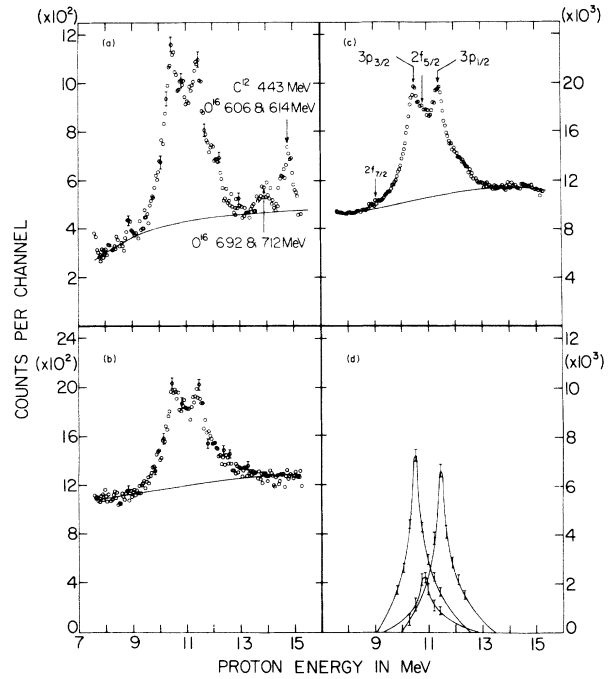 (x10²)
12
10
8
6
4
2
(a)
C¹² 443 MeV
O¹⁶ 606 & 614 MeV
O¹⁶ 692 & 712 MeV
(c)
3p3/2
2f5/2
3p1/2
2f7/2
(x10³)
20
16
12
8
4
COUNTS PER CHANNEL
24
(x10²)
20
16
12
8
4
0
(b)
7
9
11
13
15
(d)
12
(x10³)
10
8
6
4
2
0
9
11
13
15
PROTON ENERGY IN MeV